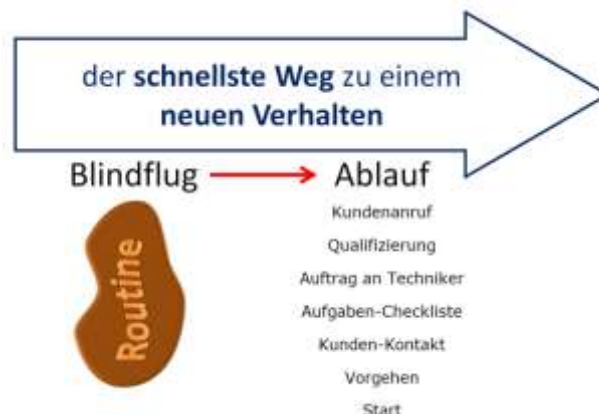 der schnellste Weg zu einem
neuen Verhalten
Blindflug
Ablauf
Routine
Kundenanruf
Qualifizierung
Auftrag an Techniker
Aufgaben-Checkliste
Kunden-Kontakt
Vorgehen
Start